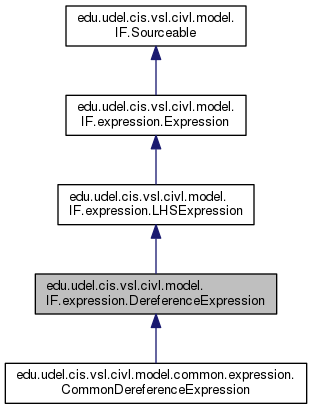 edu.udel.cis.vsl.civl.model.
IF.Sourceable
edu.udel.cis.vsl.civl.model.
IF.expression.Expression
edu.udel.cis.vsl.civl.model.
IF.expression.LHSExpression
edu.udel.cis.vsl.civl.model.
IF.expression.DereferenceExpression
edu.udel.cis.vsl.civl.model.common.expression.
CommonDereferenceExpression